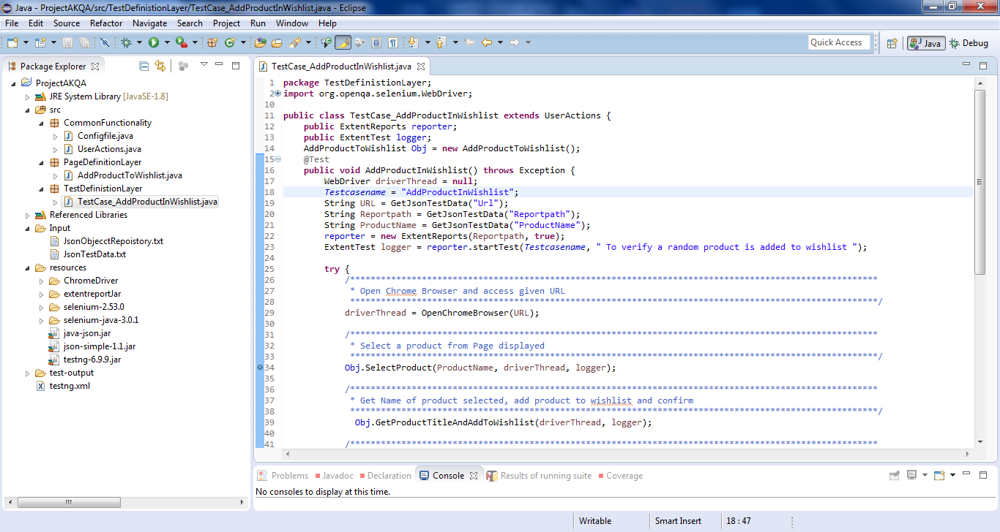 Java - ProjectAKQA/src/TestDefinistionLayer/TestCase_AddProductInWishlist.java - Eclipse
File Edit Source Refactor Navigate Search Project Run Window Help
Quick Access Java Debug
Package Explorer
ProjectAKQA
JRE System Library [JavaSE-1.8]
src
CommonFunctionality
Configfile.java
UserActions.java
PageDefinitionLayer
AddProductToWishlist.java
TestDefinistionLayer
TestCase_AddProductInWishlist.java
Referenced Libraries
Input
JsonObjecctRepoistory.txt
JsonTestData.txt
resources
ChromeDriver
extentreportJar
selenium-2.53.0
selenium-java-3.0.1
java-json.jar
json-simple-1.1.jar
testng-6.9.9.jar
test-output
testng.xml
TestCase_AddProductInWishlist.java
1 package TestDefinistionLayer;
2 import org.openqa.selenium.WebDriver;
10
11 public class TestCase_AddProductInWishlist extends UserActions {
12 public ExtentReports reporter;
13 public ExtentTest logger;
14 AddProductToWishlist Obj = new AddProductToWishlist();
15 @Test
16 public void AddProductInWishlist() throws Exception {
17 WebDriver driverThread = null;
18 Testcasename = "AddProductInWishlist";
19 String URL = GetJsonTestData("Url");
20 String Reportpath = GetJsonTestData("Reportpath");
21 String ProductName = GetJsonTestData("ProductName");
22 reporter = new ExtentReports(Reportpath, true);
23 ExtentTest logger = reporter.startTest(Testcasename, " To verify a random product is added to wishlist ");
24
25 try {
26 /*******************************************************************************************************
27 * Open Chrome Browser and access given URL
28 *******************************************************************************************************/
29 driverThread = OpenChromeBrowser(URL);
30
31 /*******************************************************************************************************
32 * Select a product from Page displayed
33 *******************************************************************************************************/
34 Obj.SelectProduct(ProductName, driverThread, logger);
35
36 /*******************************************************************************************************
37 * Get Name of product selected, add product to wishlist and confirm
38 *******************************************************************************************************/
39 Obj.GetProductTitleAndAddToWishlist(driverThread, logger);
40
41 /*******************************************************************************************************
Problems Javadoc Declaration Console Results of running suite Coverage
No consoles to display at this time.
Writable Smart Insert 18 : 47